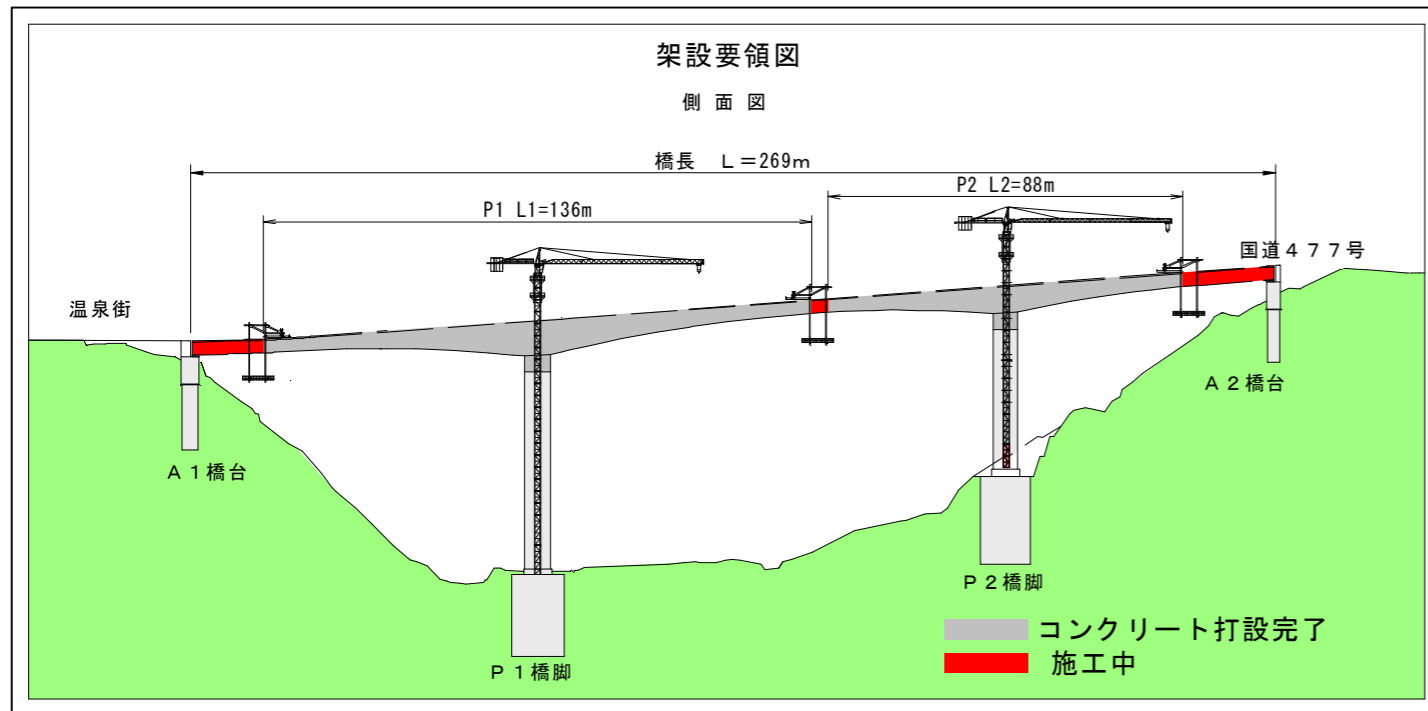 架設要領図
側面図
橋長 L=269m
P1 L1=136m
P2 L2=88m
国道477号
温泉街
A1橋台
A2橋台
P1橋脚
P2橋脚
コンクリート打設完了
施工中